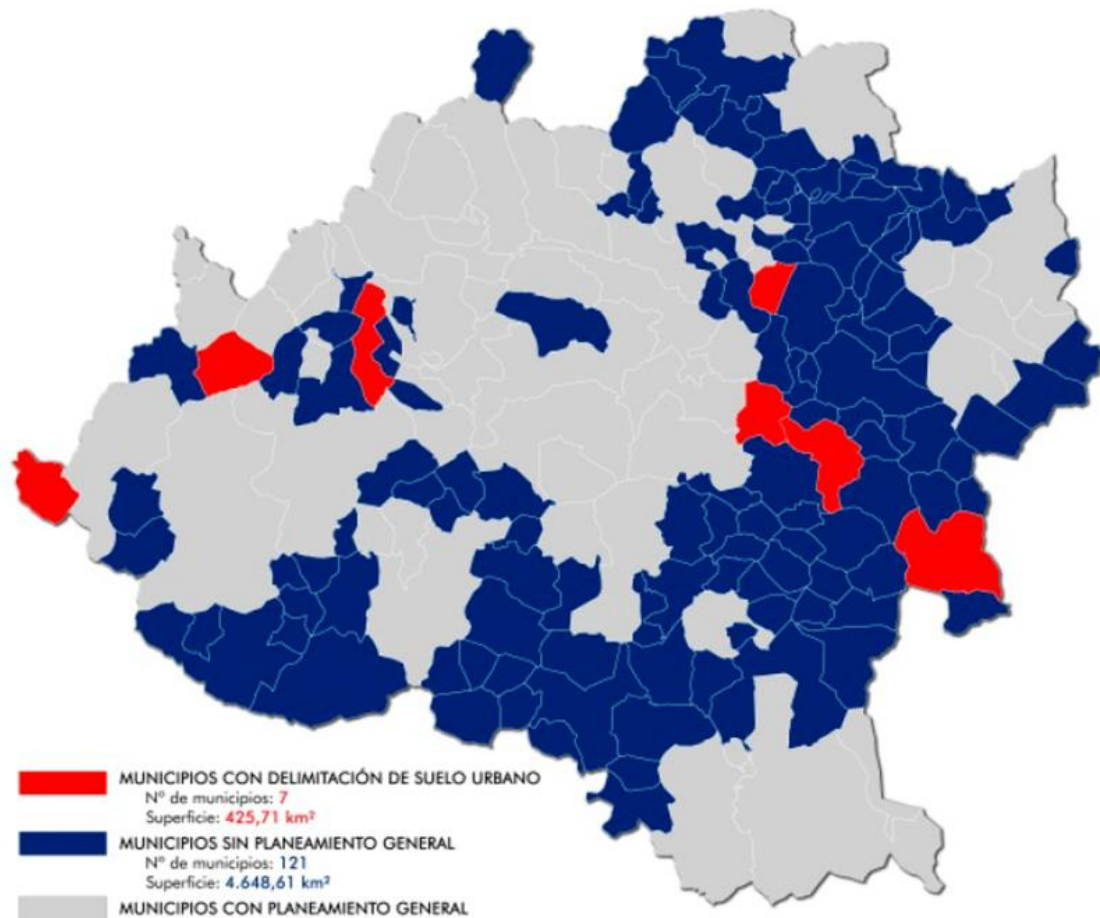 MUNICIPIOS CON DELIMITACIÓN DE SUELO URBANO
Nº de municipios: 7
Superficie: 425,71 km²
MUNICIPIOS SIN PLANEAMIENTO GENERAL
Nº de municipios: 121
Superficie: 4.648,61 km²
MUNICIPIOS CON PLANEAMIENTO GENERAL